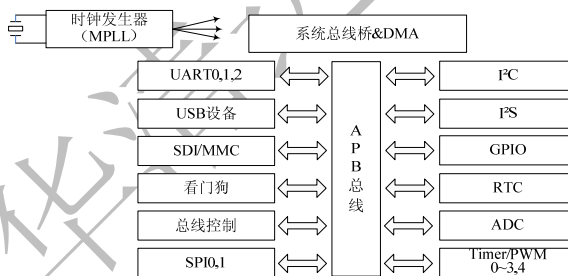 时钟发生器
（MPLL）
系统总线桥&DMA
UART0,1,2
I²C
USB设备
I²S
SDI/MMC
GPIO
看门狗
RTC
总线控制
ADC
SPI0,1
Timer/PWM
0~3,4
A
P
B
总
线